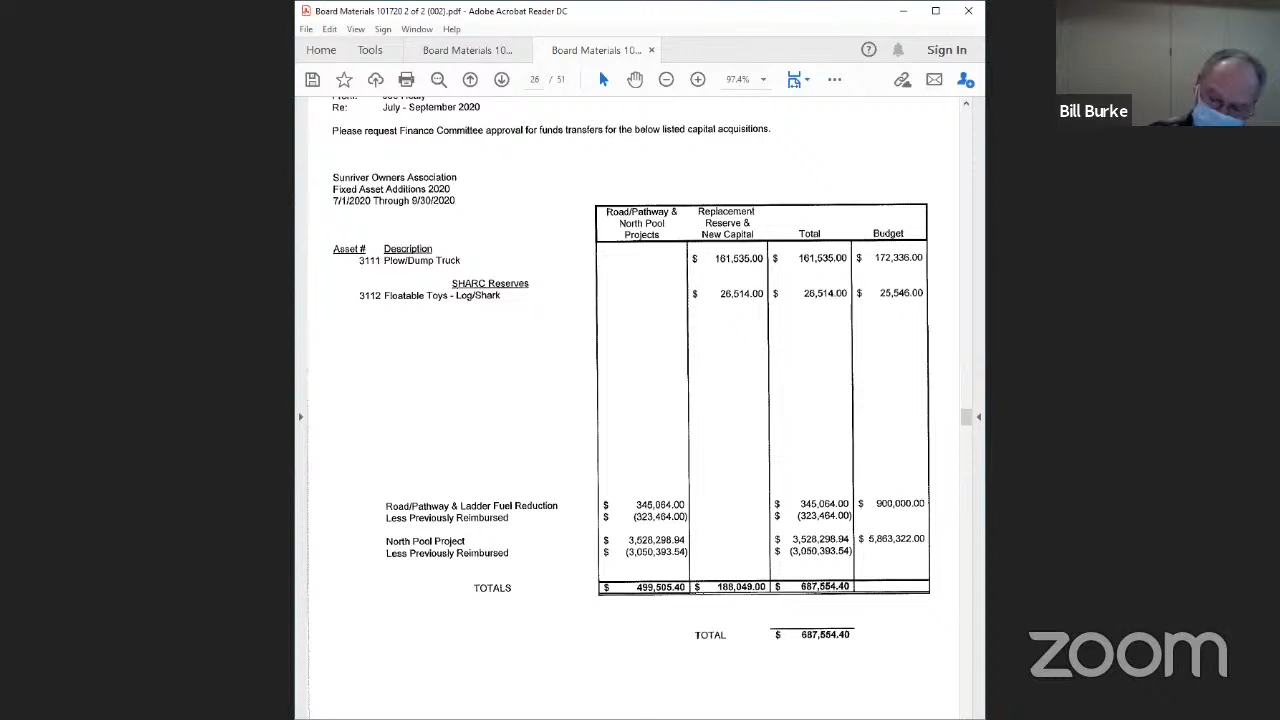 Board Materials 101720 2 of 2 (002).pdf - Adobe Acrobat Reader DC
File Edit View Sign Window Help
Home Tools Board Materials 10... Board Materials 10... × Sign In
26 / 51 97.4%
Re: July - September 2020
Please request Finance Committee approval for funds transfers for the below listed capital acquisitions.
Sunriver Owners Association
Fixed Asset Additions 2020
7/1/2020 Through 9/30/2020
Road/Pathway & North Pool Projects
Replacement Reserve & New Capital
Total
Budget
Asset # Description
3111 Plow/Dump Truck $ 161,535.00 $ 161,535.00 $ 172,336.00
SHARC Reserves
3112 Floatable Toys - Log/Shark $ 26,514.00 $ 26,514.00 $ 25,546.00
Road/Pathway & Ladder Fuel Reduction $ 345,064.00 $ 345,064.00 $ 900,000.00
Less Previously Reimbursed $ (323,464.00) $ (323,464.00)
North Pool Project $ 3,528,298.94 $ 3,528,298.94 $ 5,863,322.00
Less Previously Reimbursed $ (3,050,393.54) $ (3,050,393.54)
TOTALS $ 499,505.40 $ 188,049.00 $ 687,554.40
TOTAL $ 687,554.40
Bill Burke
zoom